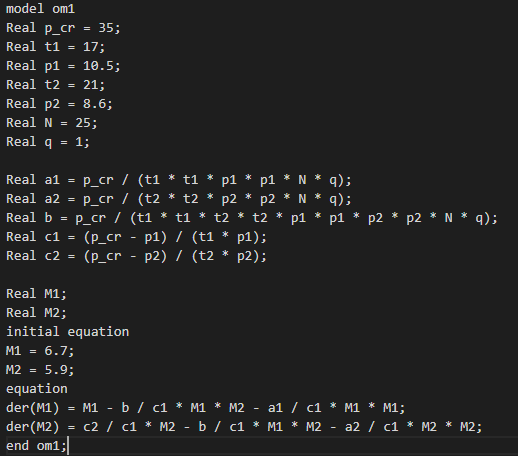 model om1
Real p_cr = 35;
Real t1 = 17;
Real p1 = 10.5;
Real t2 = 21;
Real p2 = 8.6;
Real N = 25;
Real q = 1;
Real a1 = p_cr / (t1 * t1 * p1 * p1 * N * q);
Real a2 = p_cr / (t2 * t2 * p2 * p2 * N * q);
Real b = p_cr / (t1 * t1 * t2 * t2 * p1 * p1 * p2 * p2 * N * q);
Real c1 = (p_cr - p1) / (t1 * p1);
Real c2 = (p_cr - p2) / (t2 * p2);
Real M1;
Real M2;
initial equation
M1 = 6.7;
M2 = 5.9;
equation
der(M1) = M1 - b / c1 * M1 * M2 - a1 / c1 * M1 * M1;
der(M2) = c2 / c1 * M2 - b / c1 * M1 * M2 - a2 / c1 * M2 * M2;
end om1;